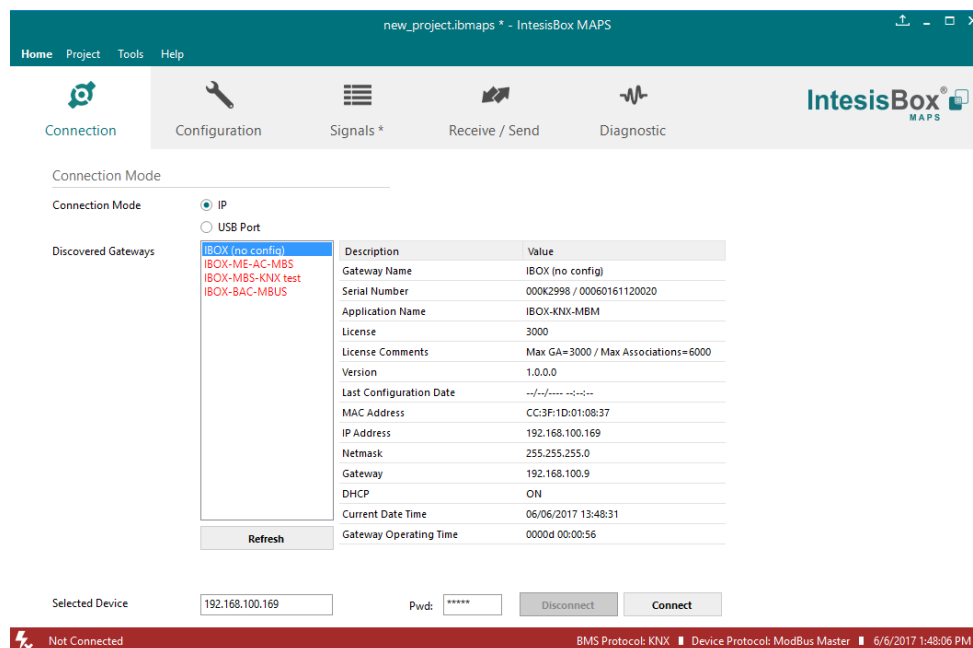 new_project.ibmaps * - IntesisBox MAPS
Home Project Tools Help
Connection Configuration Signals * Receive / Send Diagnostic
IntesisBox®
MAPS
Connection Mode
Connection Mode IP
USB Port
Discovered Gateways
IBOX (no config)
IBOX-ME-AC-MBS
IBOX-MBS-KNX test
IBOX-BAC-MBUS
Description Value
Gateway Name IBOX (no config)
Serial Number 000K2998 / 00060161120020
Application Name IBOX-KNX-MBM
License 3000
License Comments Max GA=3000 / Max Associations=6000
Version 1.0.0.0
Last Configuration Date --/--/---- --:--:--
MAC Address CC:3F:1D:01:08:37
IP Address 192.168.100.169
Netmask 255.255.255.0
Gateway 192.168.100.9
DHCP ON
Current Date Time 06/06/2017 13:48:31
Gateway Operating Time 0000d 00:00:56
Refresh
Selected Device 192.168.100.169 Pwd: ***** Disconnect Connect
Not Connected BMS Protocol: KNX Device Protocol: ModBus Master 6/6/2017 1:48:06 PM